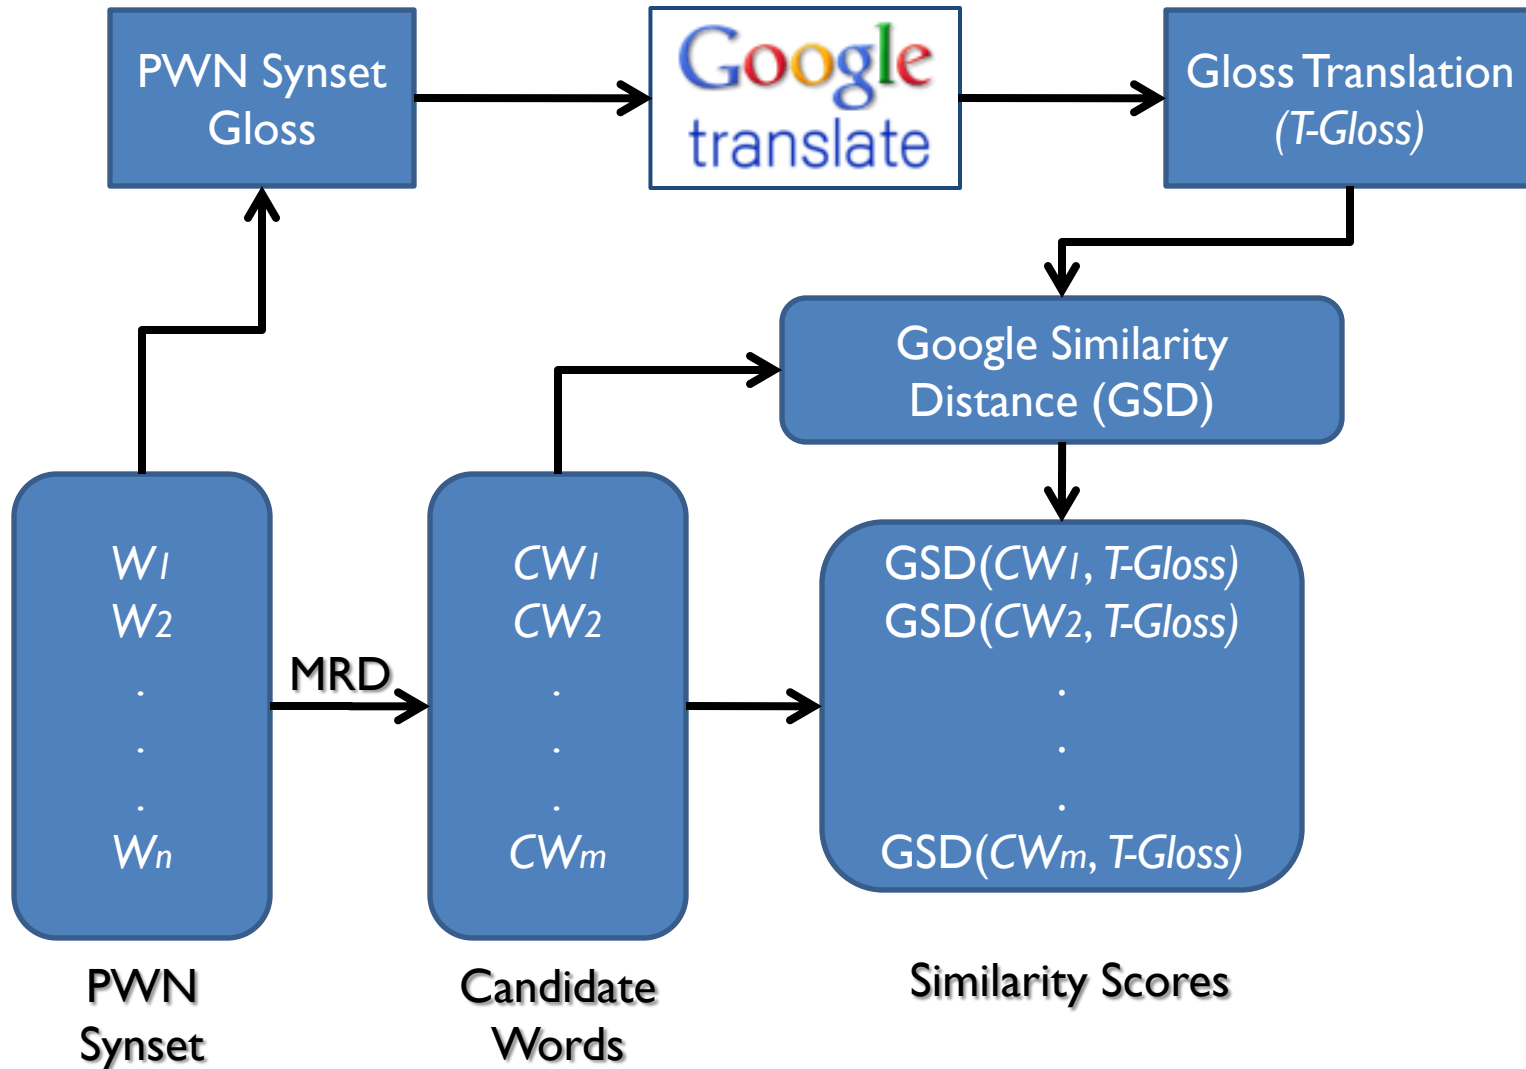 PWN Synset
Gloss
Google
translate
Gloss Translation
(T-Gloss)
Google Similarity
Distance (GSD)
W1
W2
.
.
.
Wn
MRD
CW1
CW2
.
.
.
CWm
GSD(CW1, T-Gloss)
GSD(CW2, T-Gloss)
.
.
.
GSD(CWm, T-Gloss)
PWN
Synset
Candidate
Words
Similarity Scores